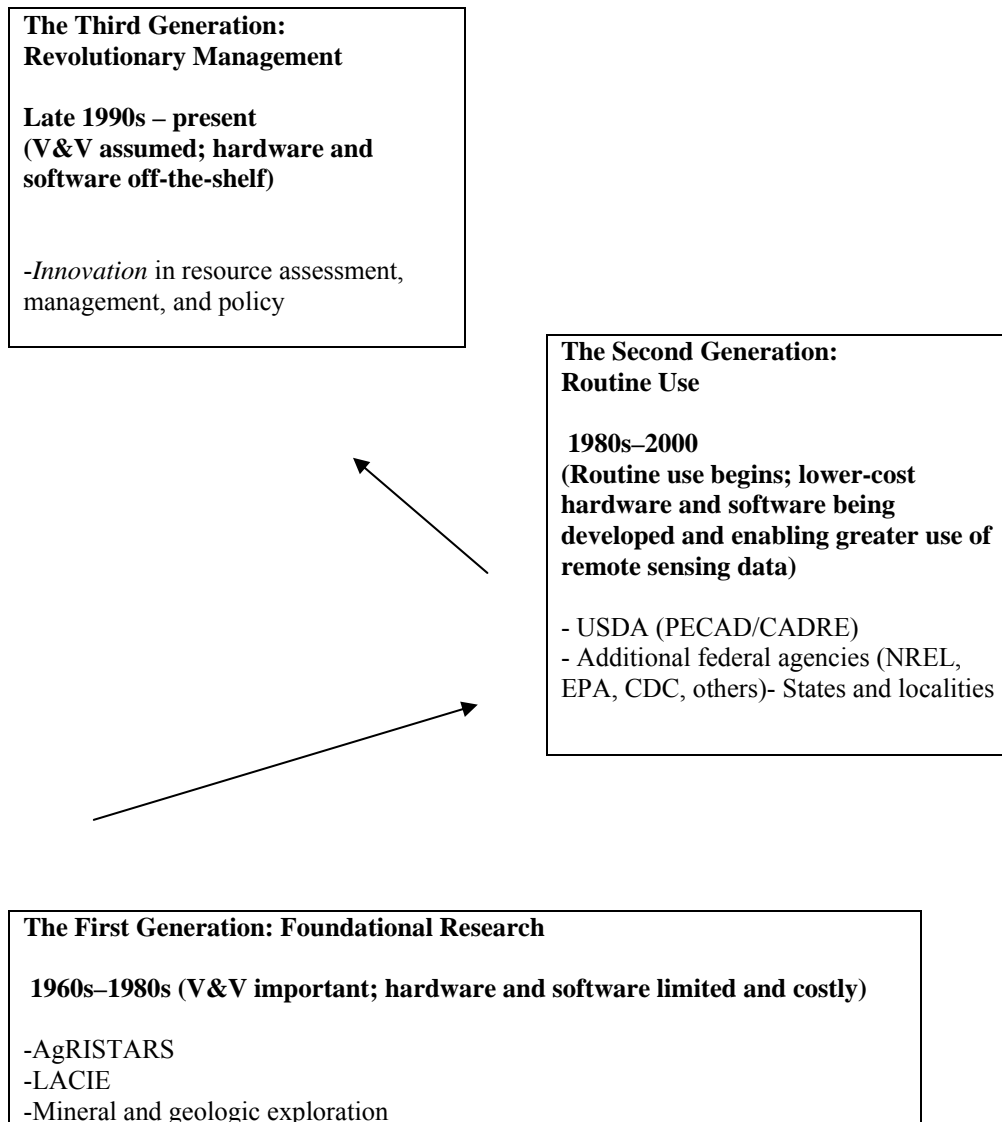 The Third Generation:
Revolutionary Management
Late 1990s – present
(V&V assumed; hardware and
software off-the-shelf)
-Innovation in resource assessment,
management, and policy
The Second Generation:
Routine Use
1980s–2000
(Routine use begins; lower-cost
hardware and software being
developed and enabling greater use of
remote sensing data)
- USDA (PECAD/CADRE)
- Additional federal agencies (NREL,
EPA, CDC, others)- States and localities
The First Generation: Foundational Research
1960s–1980s (V&V important; hardware and software limited and costly)
-AgRISTARS
-LACIE
-Mineral and geologic exploration